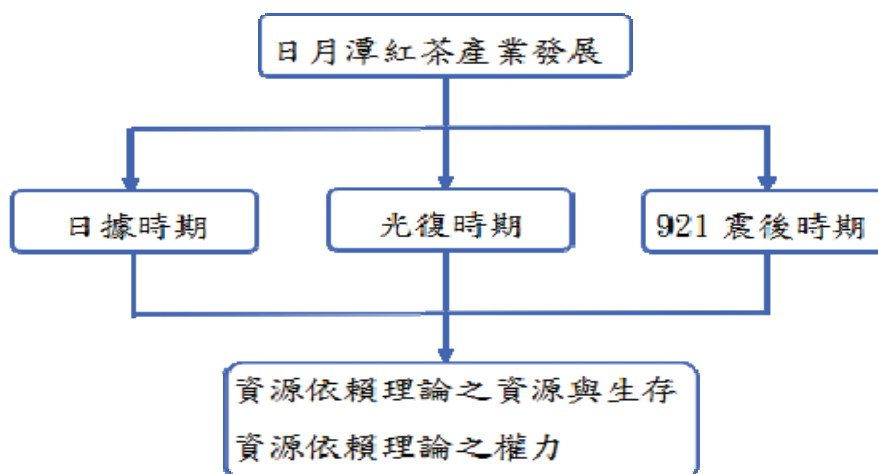 日月潭紅茶產業發展
日據時期
光復時期
921 震後時期
資源依賴理論之資源與生存
資源依賴理論之權力